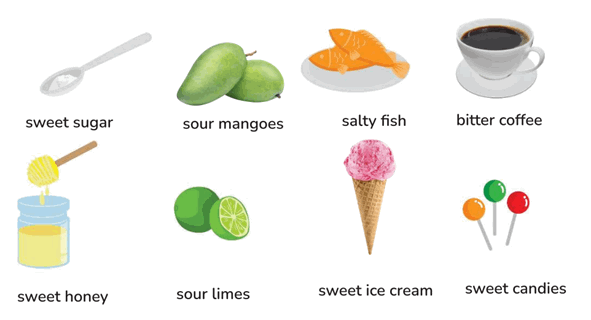 sweet sugar
sour mangoes
salty fish
bitter coffee
sweet honey
sour limes
sweet ice cream
sweet candies